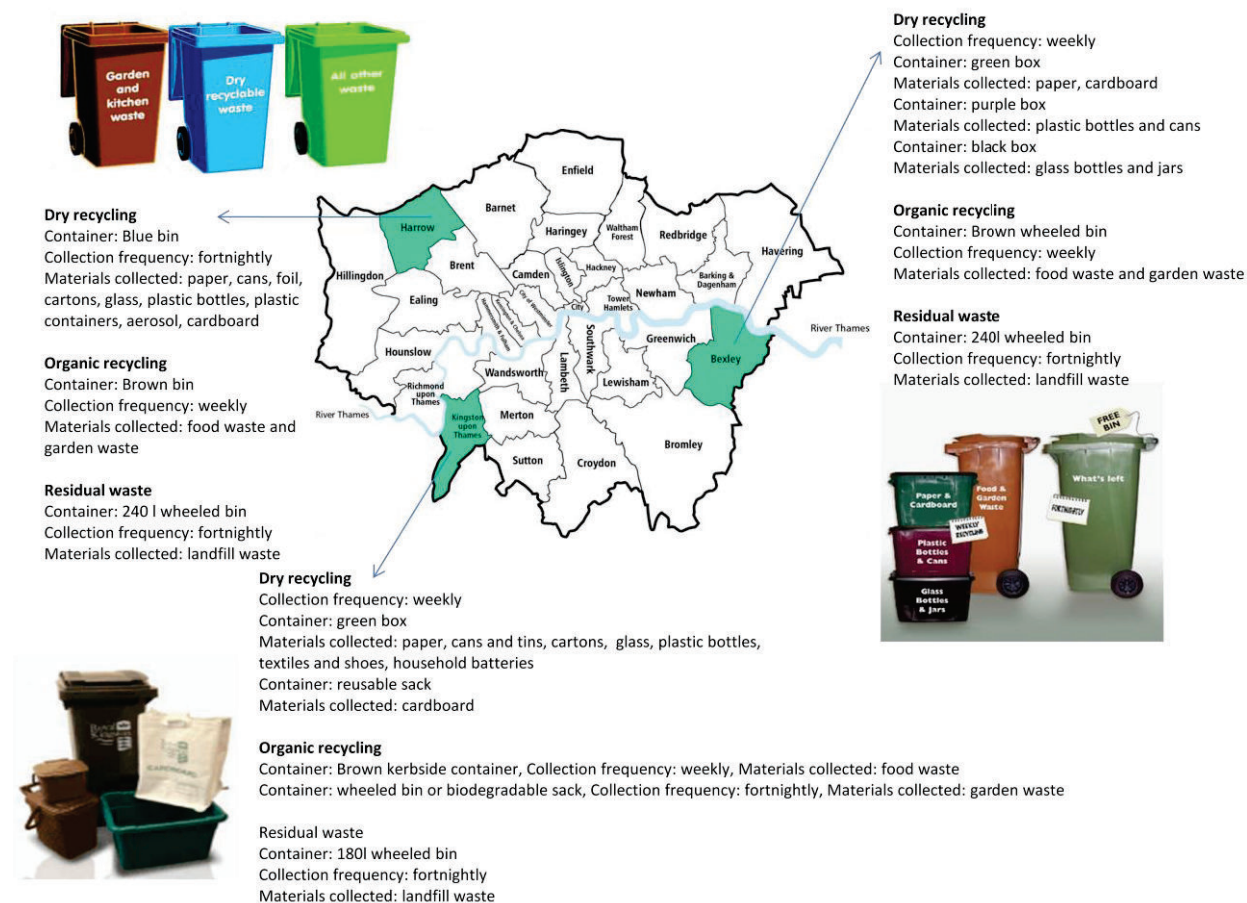 Garden
and
kitchen
waste
Dry
recyclable
waste
All other
waste
Dry recycling
Container: Blue bin
Collection frequency: fortnightly
Materials collected: paper, cans, foil,
cartons, glass, plastic bottles, plastic
containers, aerosol, cardboard
Organic recycling
Container: Brown bin
Collection frequency: weekly
Materials collected: food waste and
garden waste
Residual waste
Container: 240 l wheeled bin
Collection frequency: fortnightly
Materials collected: landfill waste
Enfield
Barnet
Harrow
Haringey
Waltham
Forest
Redbridge
Havering
Hillingdon
Brent
Camden
Islington
Hackney
Barking &
Dagenham
Ealing
Hammersmith & Fulham
Kensington & Chelsea
City of Westminster
City
Tower
Hamlets
Newham
River Thames
Hounslow
Wandsworth
Lambeth
Southwark
Greenwich
Bexley
Lewisham
Richmond
upon
Thames
River Thames
Kingston
upon
Thames
Merton
Sutton
Croydon
Bromley
Dry recycling
Collection frequency: weekly
Container: green box
Materials collected: paper, cardboard
Container: purple box
Materials collected: plastic bottles and cans
Container: black box
Materials collected: glass bottles and jars
Organic recycling
Container: Brown wheeled bin
Collection frequency: weekly
Materials collected: food waste and garden waste
Residual waste
Container: 240l wheeled bin
Collection frequency: fortnightly
Materials collected: landfill waste
FREE
BIN
Paper &
Cardboard
WEEKLY
RECYCLING
Plastic
Bottles
& Cans
Glass
Bottles
& Jars
Food &
Garden
Waste
What's left
FORTNIGHTLY
Dry recycling
Collection frequency: weekly
Container: green box
Materials collected: paper, cans and tins, cartons, glass, plastic bottles,
textiles and shoes, household batteries
Container: reusable sack
Materials collected: cardboard
Organic recycling
Container: Brown kerbside container, Collection frequency: weekly, Materials collected: food waste
Container: wheeled bin or biodegradable sack, Collection frequency: fortnightly, Materials collected: garden waste
Residual waste
Container: 180l wheeled bin
Collection frequency: fortnightly
Materials collected: landfill waste
CARDBOARD